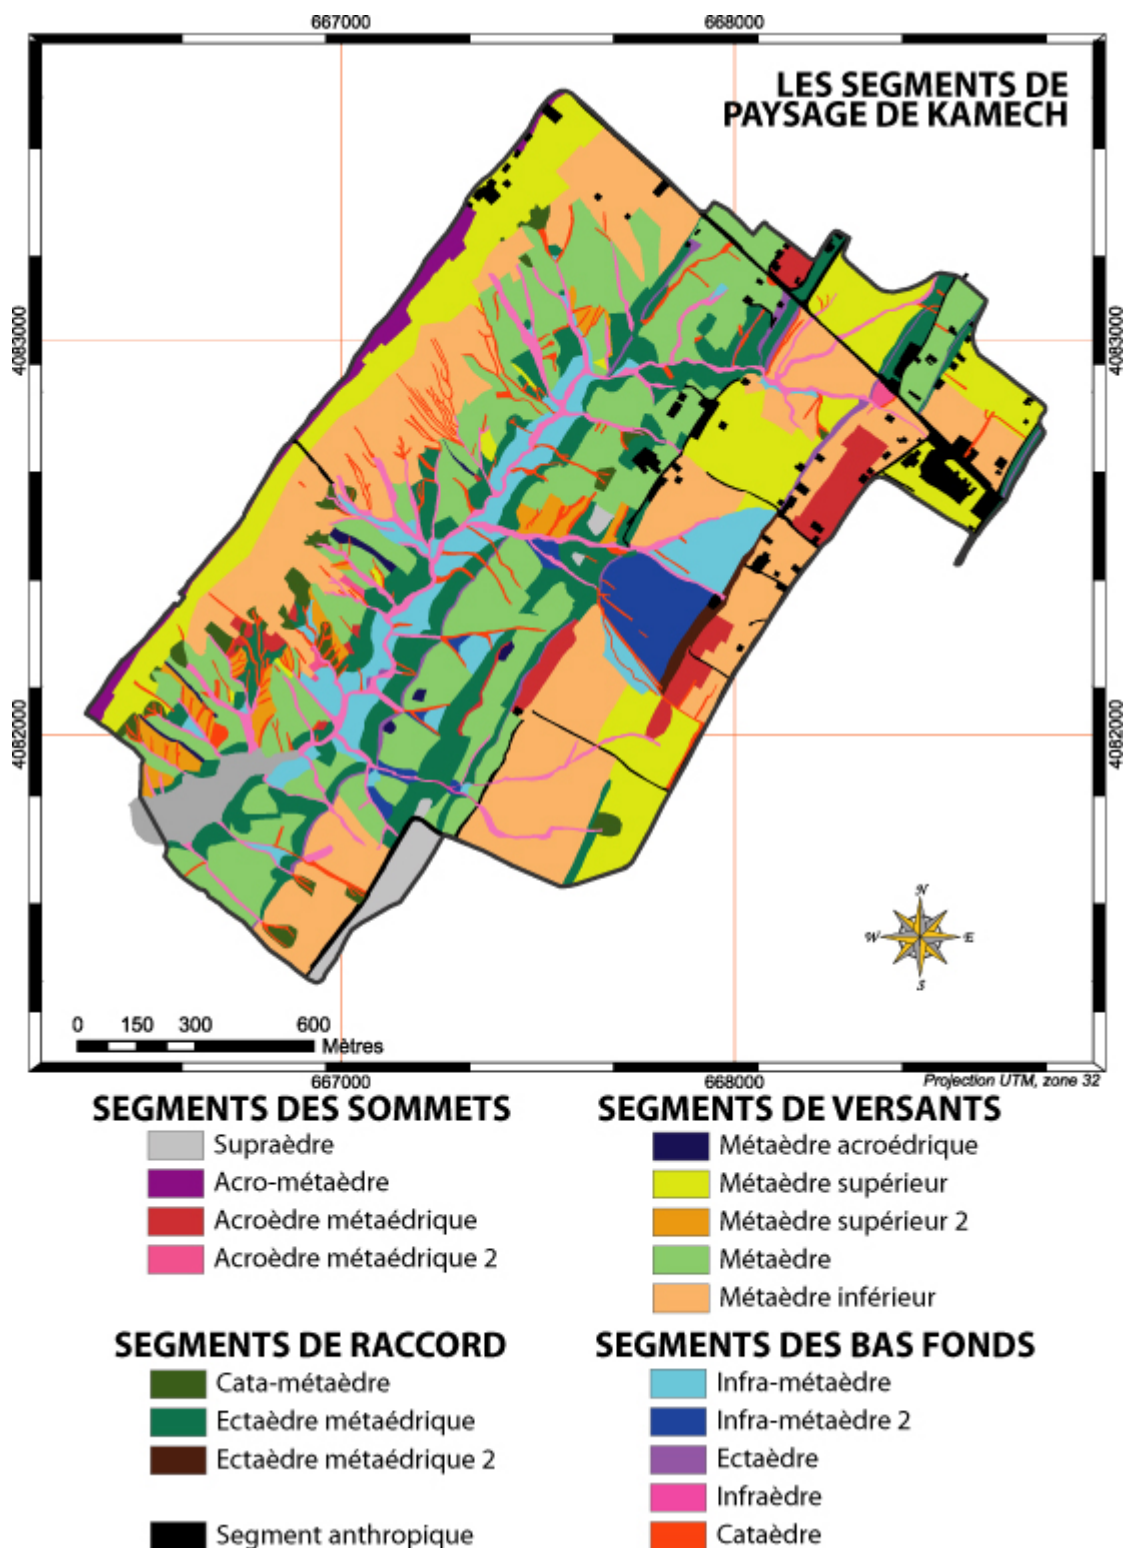 667000 668000
LES SEGMENTS DE
PAYSAGE DE KAMECH
4083000 4083000
4082000 4082000
N
W E
S
0 150 300 600
Mètres
667000 668000
Projection UTM, zone 32
SEGMENTS DES SOMMETS
Supraèdre
Acro-métaèdre
Acroèdre métaédrique
Acroèdre métaédrique 2
SEGMENTS DE VERSANTS
Métaèdre acroédrique
Métaèdre supérieur
Métaèdre supérieur 2
Métaèdre
Métaèdre inférieur
SEGMENTS DE RACCORD
Cata-métaèdre
Ectaèdre métaédrique
Ectaèdre métaédrique 2
Segment anthropique
SEGMENTS DES BAS FONDS
Infra-métaèdre
Infra-métaèdre 2
Ectaèdre
Infraèdre
Cataèdre